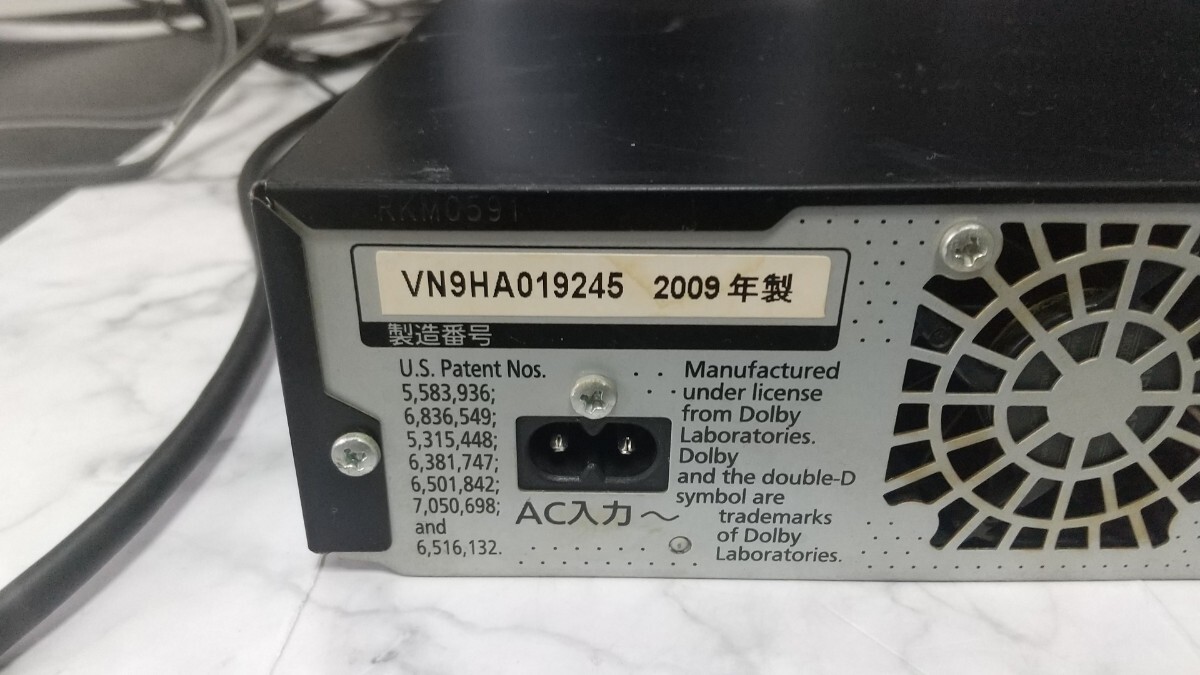 RKM0591
VN9HA019245 2009年製
製造番号
U.S. Patent Nos.
5,583,936;
6,836,549;
5,315,448;
6,381,747;
6,501,842;
7,050,698;
and
6,516,132.
AC入力～
Manufactured
under license
from Dolby
Laboratories.
Dolby
and the double-D
symbol are
trademarks
of Dolby
Laboratories.